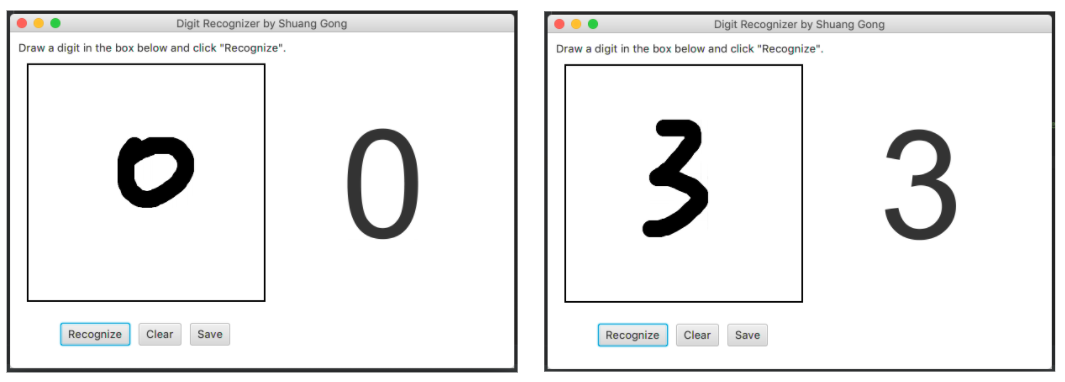 Digit Recognizer by Shuang Gong
Draw a digit in the box below and click "Recognize".
0 0
Recognize Clear Save
Digit Recognizer by Shuang Gong
Draw a digit in the box below and click "Recognize".
3 3
Recognize Clear Save